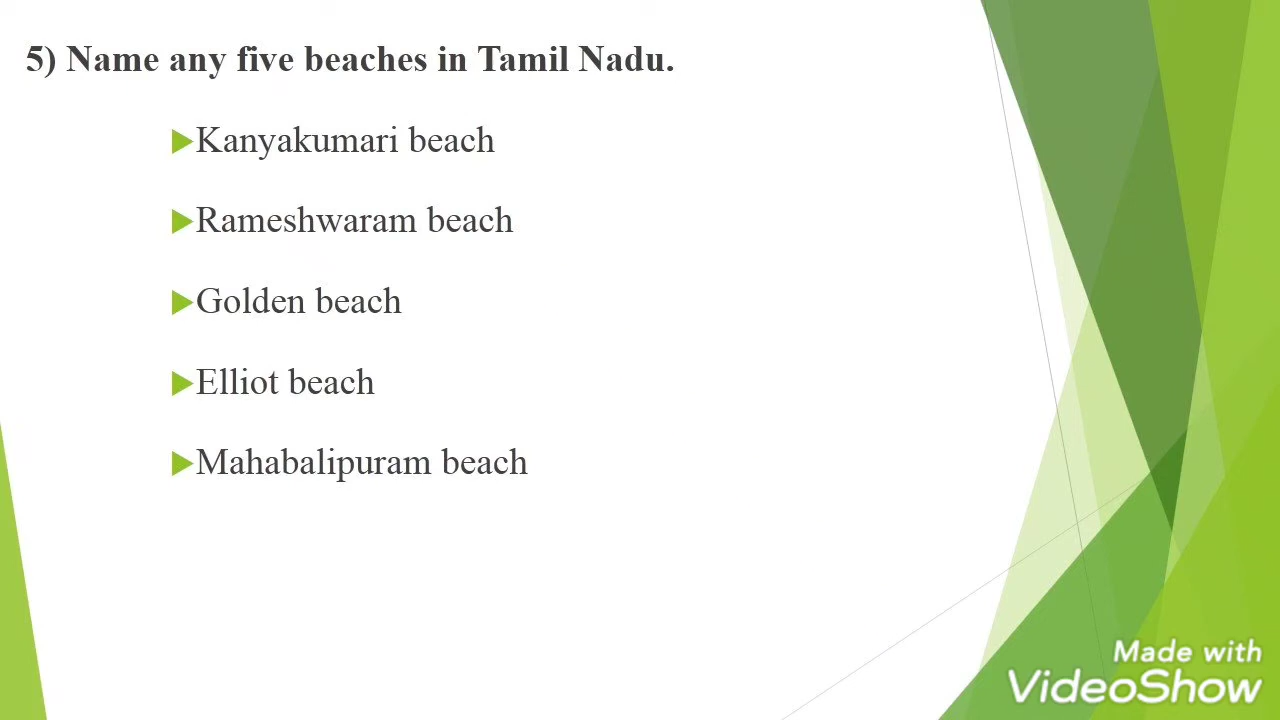 5) Name any five beaches in Tamil Nadu.
Kanyakumari beach
Rameshwaram beach
Golden beach
Elliot beach
Mahabalipuram beach
Made with
VideoShow